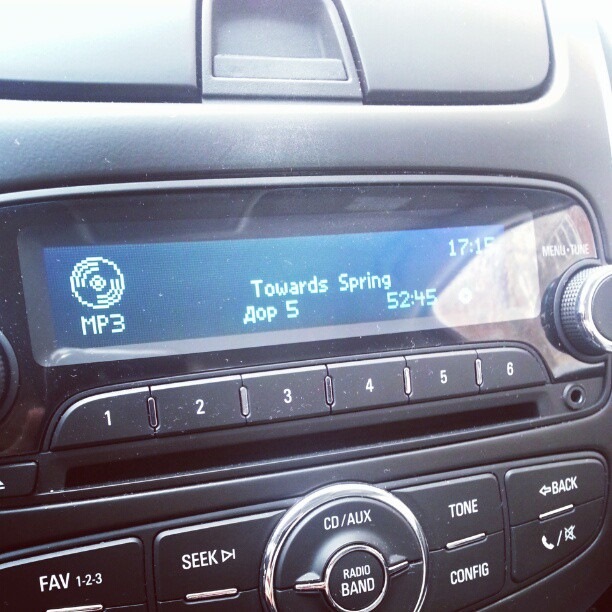 17:15
MENU-TUNE
Towards Spring
MP3
Дор 5 52:45
1 2 3 4 5 6
CD/AUX
TONE
BACK
SEEK
RADIO
BAND
CONFIG
FAV 1-2-3